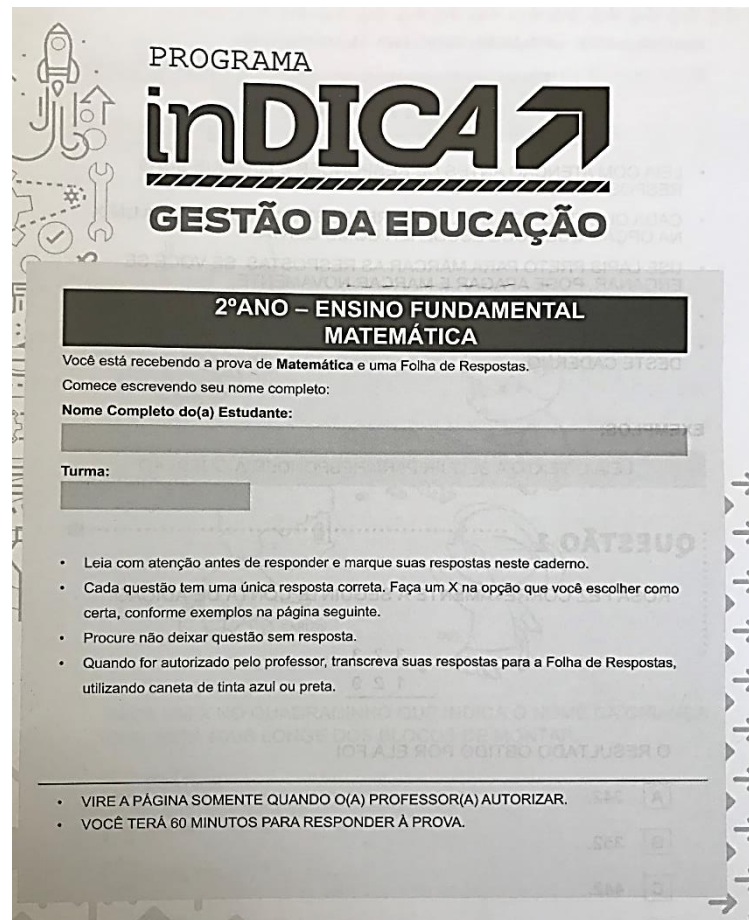 PROGRAMA
inDICA
GESTÃO DA EDUCAÇÃO
2ºANO – ENSINO FUNDAMENTAL
MATEMÁTICA
Você está recebendo a prova de Matemática e uma Folha de Respostas.
Comece escrevendo seu nome completo:
Nome Completo do(a) Estudante:
Turma:
• Leia com atenção antes de responder e marque suas respostas neste caderno.
• Cada questão tem uma única resposta correta. Faça um X na opção que você escolher como
certa, conforme exemplos na página seguinte.
• Procure não deixar questão sem resposta.
• Quando for autorizado pelo professor, transcreva suas respostas para a Folha de Respostas,
utilizando caneta de tinta azul ou preta.
• VIRE A PÁGINA SOMENTE QUANDO O(A) PROFESSOR(A) AUTORIZAR.
• VOCÊ TERÁ 60 MINUTOS PARA RESPONDER À PROVA.